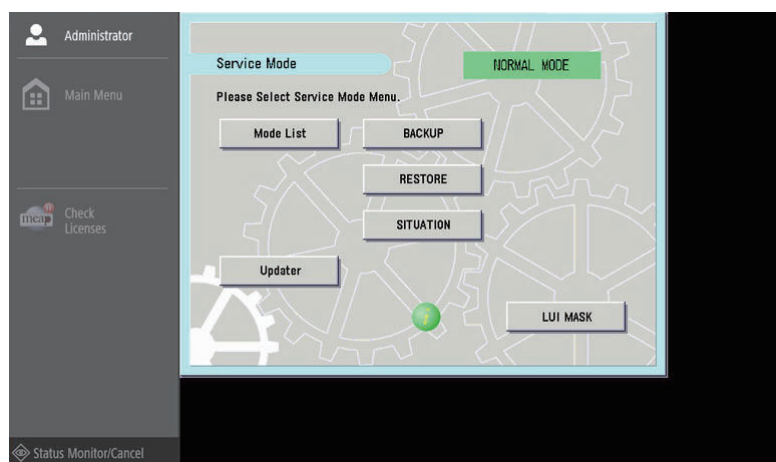 Administrator
Service Mode
NORMAL MODE
Main Menu
Please Select Service Mode Menu.
Mode List
BACKUP
RESTORE
meap
Check
Licenses
SITUATION
Updater
i
LUI MASK
Status Monitor/Cancel